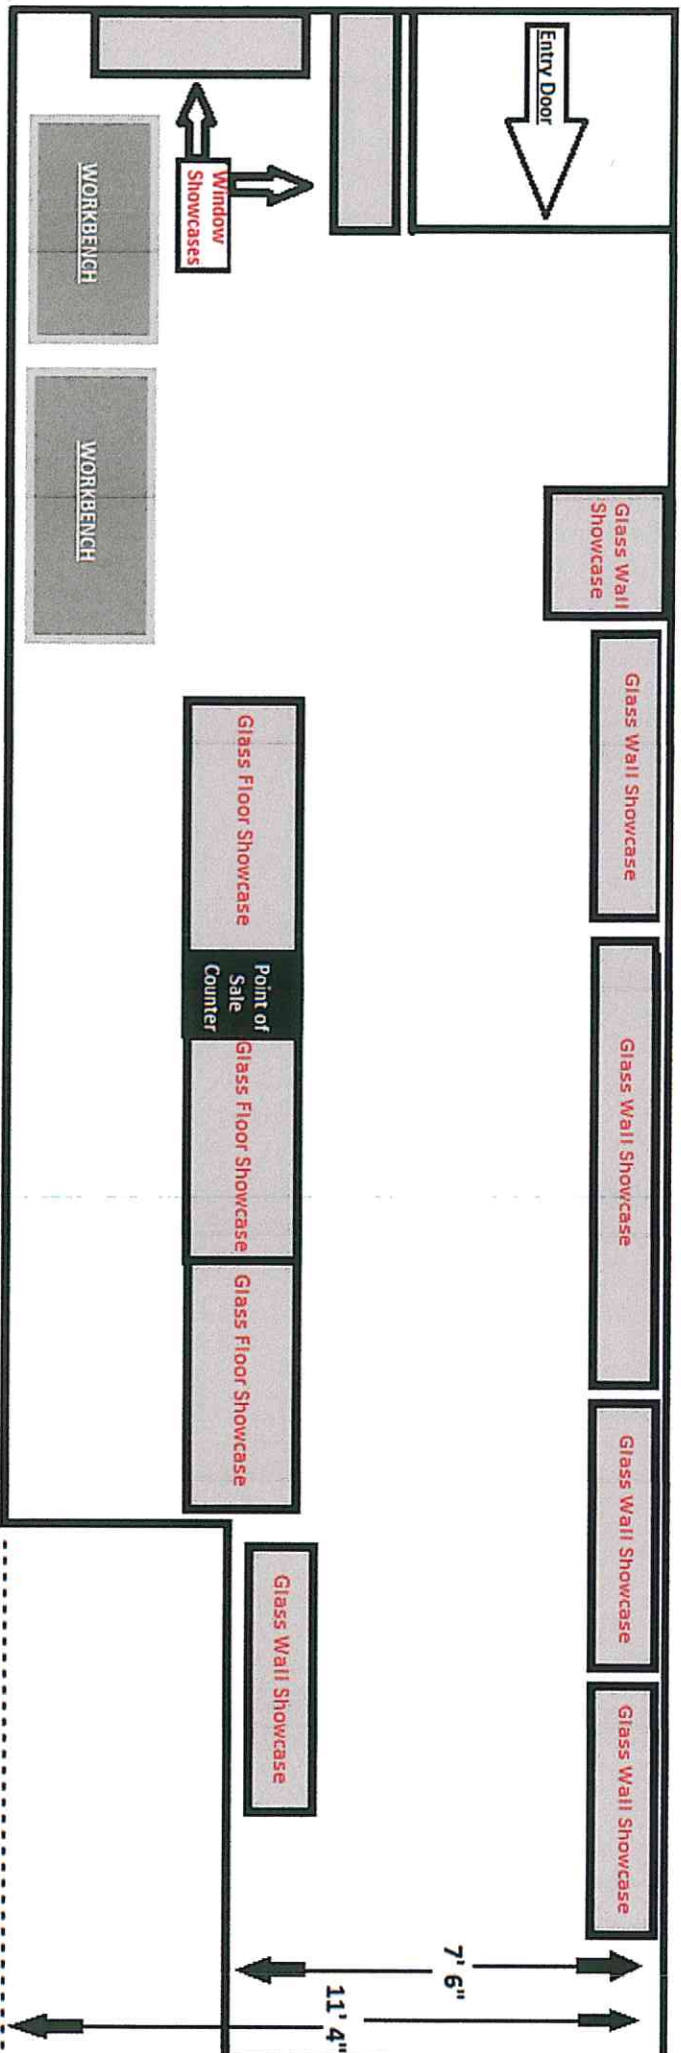 Entry Door
Window
Showcases
WORKBENCH
WORKBENCH
Glass Wall
Showcase
Glass Wall Showcase
Glass Wall Showcase
Glass Wall Showcase
Glass Wall Showcase
Glass Floor Showcase
Point of
Sale
Counter
Glass Floor Showcase
Glass Floor Showcase
Glass Wall Showcase
7' 6"
11' 4"